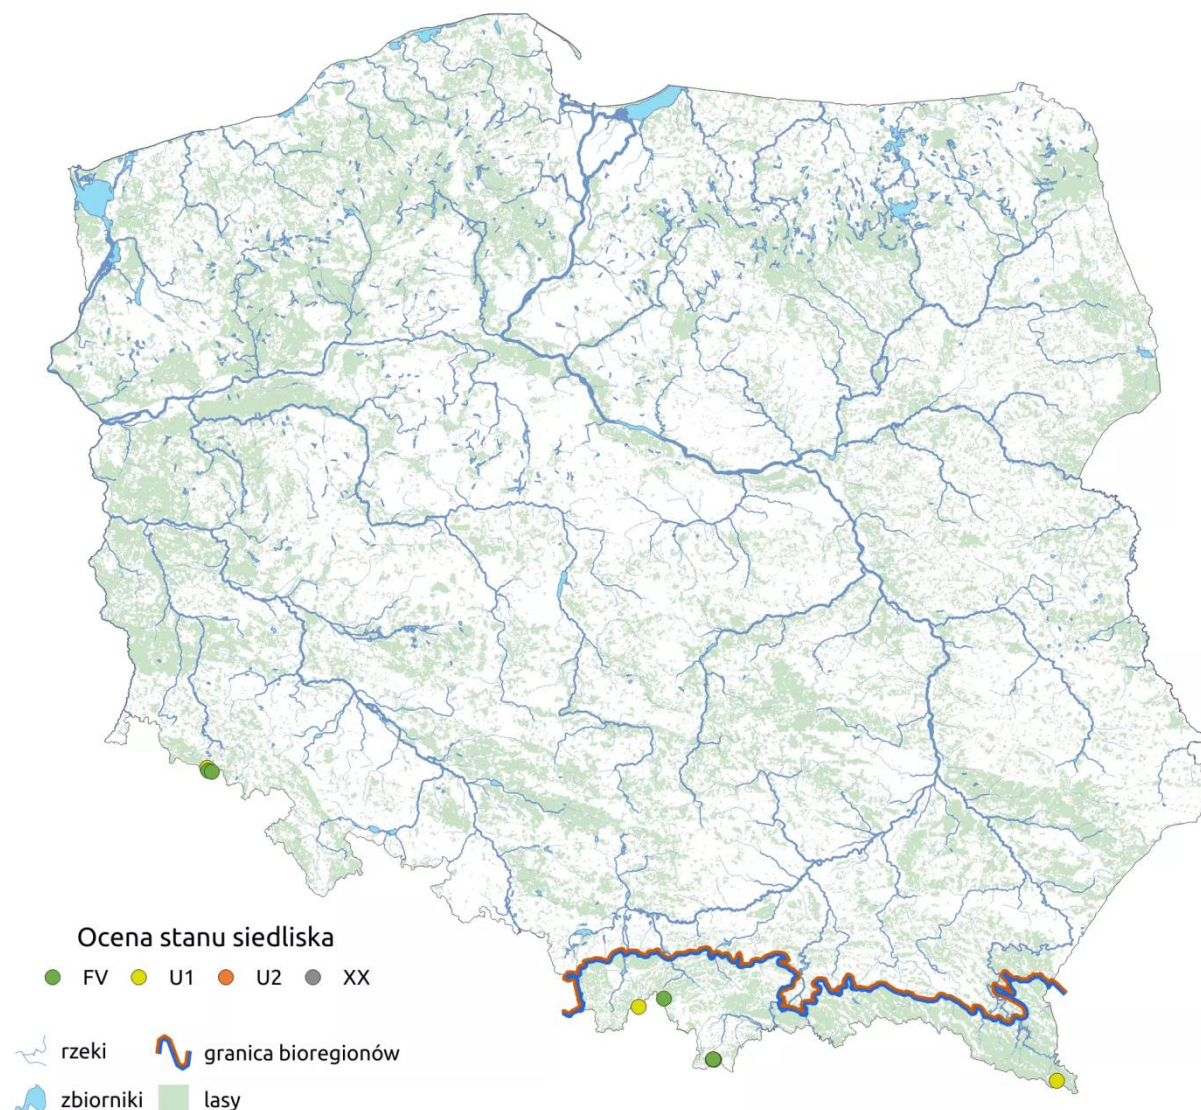 Ocena stanu siedliska
FV U1 U2 XX
rzeki granica bioregionów
zbiorniki lasy